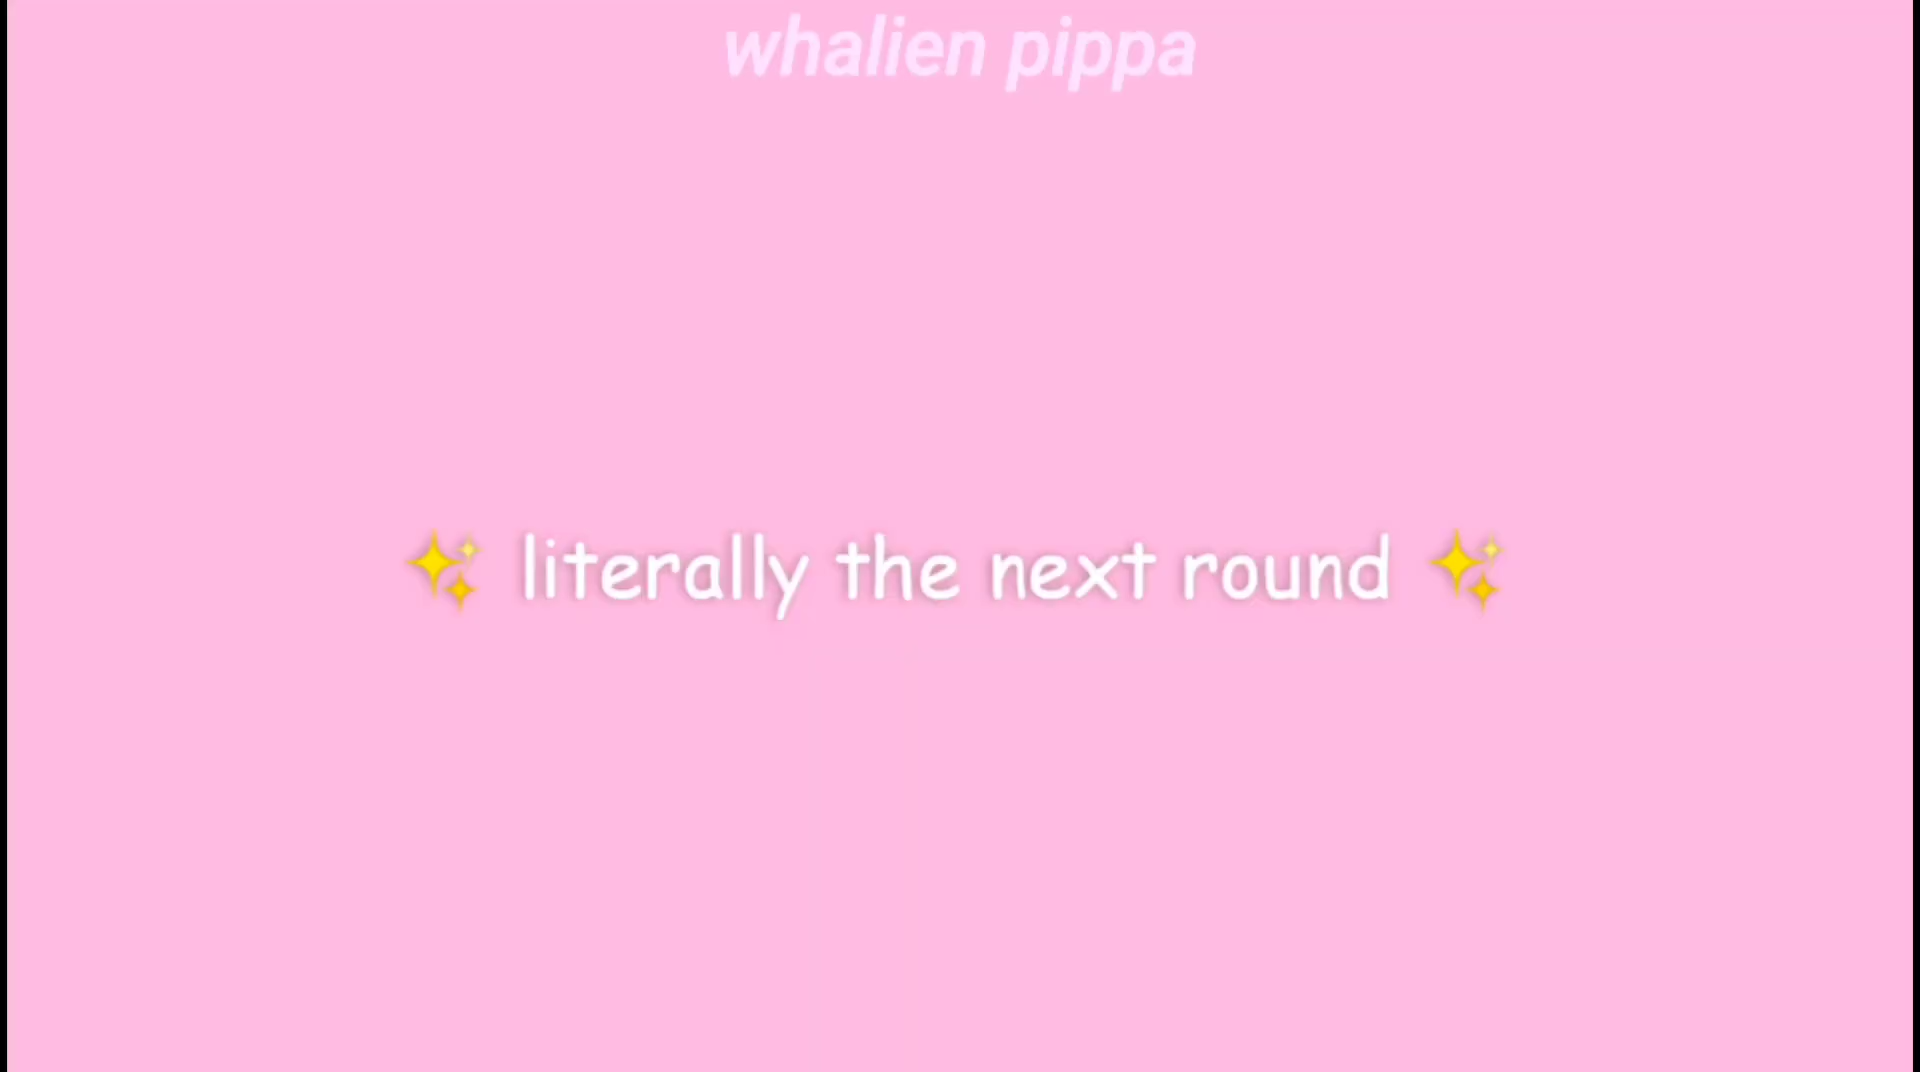 whalien pippa
✨ literally the next round ✨